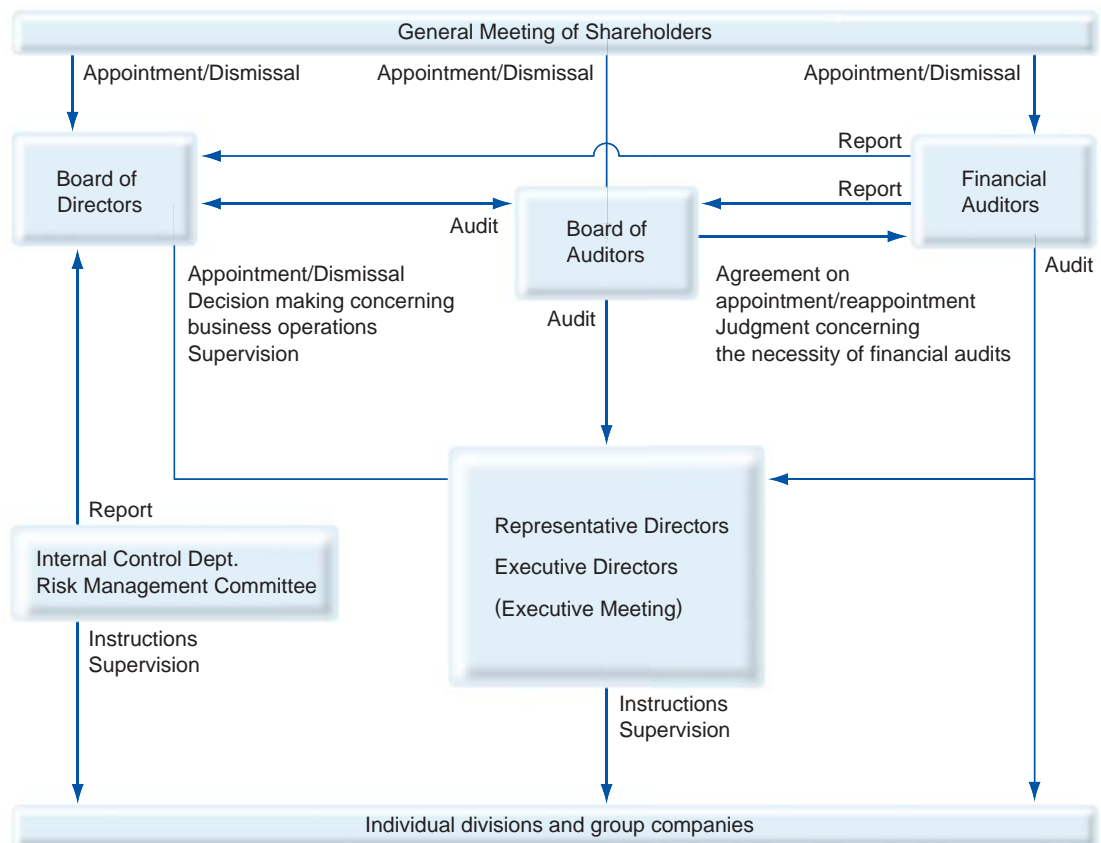 General Meeting of Shareholders
Appointment/Dismissal
Appointment/Dismissal
Appointment/Dismissal
Report
Board of
Directors
Report
Financial
Auditors
Audit
Board of
Auditors
Audit
Appointment/Dismissal
Decision making concerning
business operations
Supervision
Audit
Agreement on
appointment/reappointment
Judgment concerning
the necessity of financial audits
Report
Internal Control Dept.
Risk Management Committee
Representative Directors
Executive Directors
(Executive Meeting)
Instructions
Supervision
Instructions
Supervision
Individual divisions and group companies